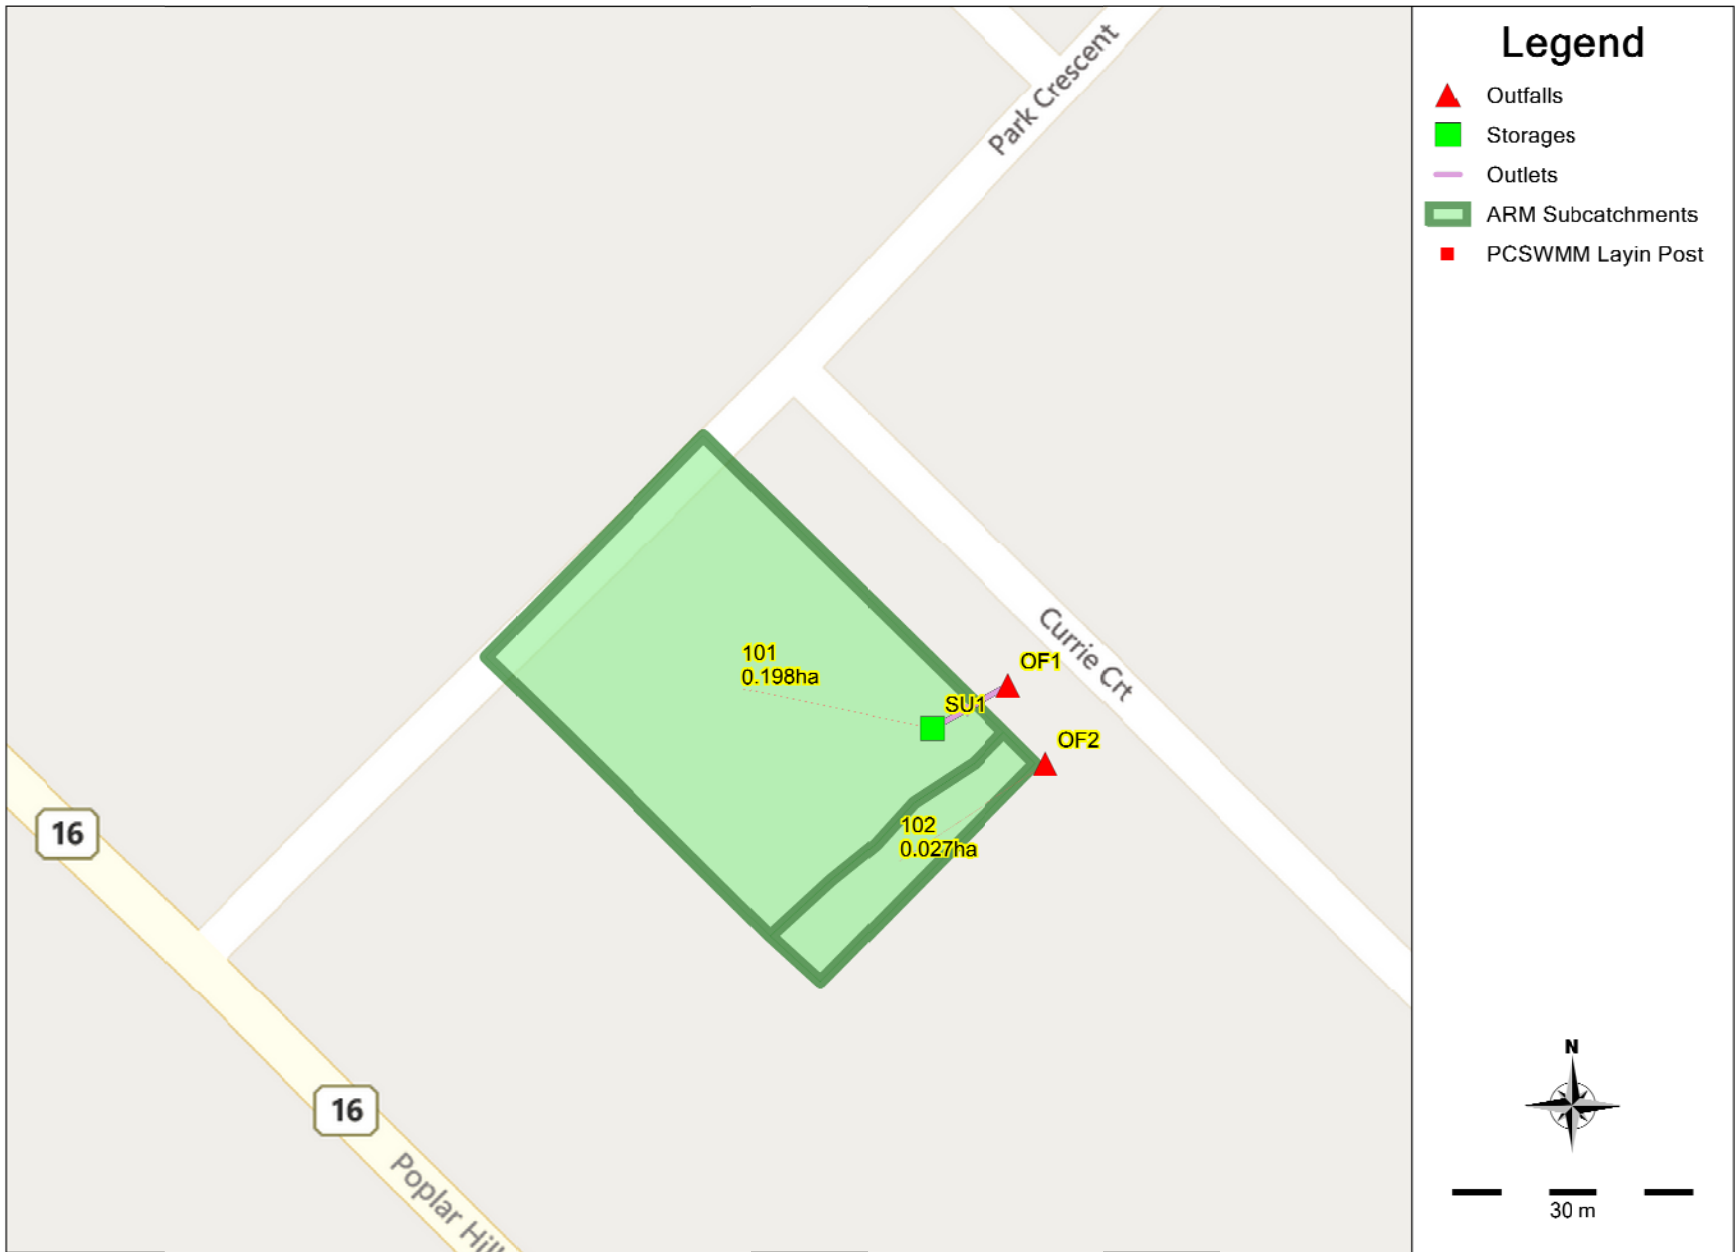 Park Crescent
101
0.198ha
Currie Crt
OF1
SU1
OF2
102
0.027ha
16
16
Poplar Hill
Legend
Outfalls
Storages
Outlets
ARM Subcatchments
PCSWMM Layin Post
N
30 m